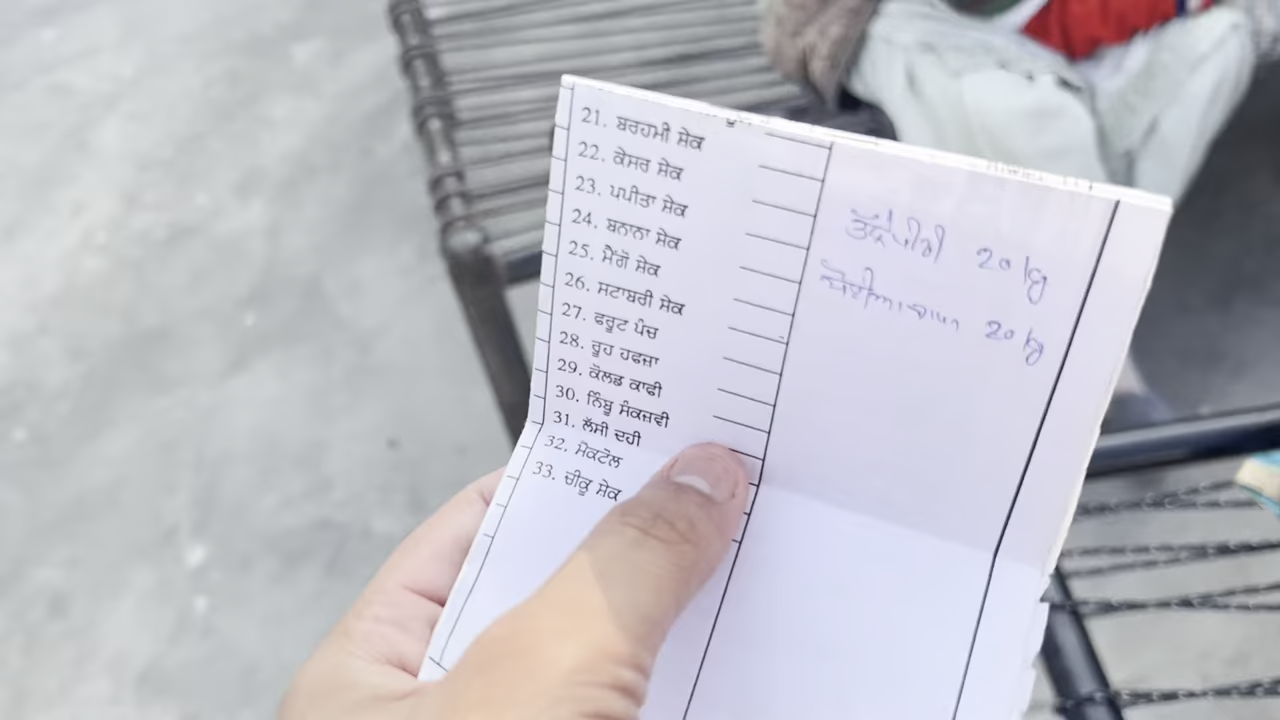 21. ਬਰਹਮੀ ਸ਼ੇਕ
22. ਕੇਸਰ ਸ਼ੇਕ
23. ਪਪੀਤਾ ਸ਼ੇਕ
24. ਬਨਾਨਾ ਸ਼ੇਕ
25. ਮੈਂਗੋ ਸ਼ੇਕ
26. ਸਟਾਬਰੀ ਸ਼ੇਕ
27. ਫਰੂਟ ਪੰਚ
28. ਰੂਹ ਹਫਜ਼ਾ
29. ਕੋਲਡ ਕਾਫੀ
30. ਨਿੰਬੂ ਸੰਕਜ਼ਵੀ
31. ਲੱਸੀ ਦਹੀ
32. ਮੋਕਟੇਲ
33. ਚੀਕੂ ਸ਼ੇਕ
20 kg
20 kg